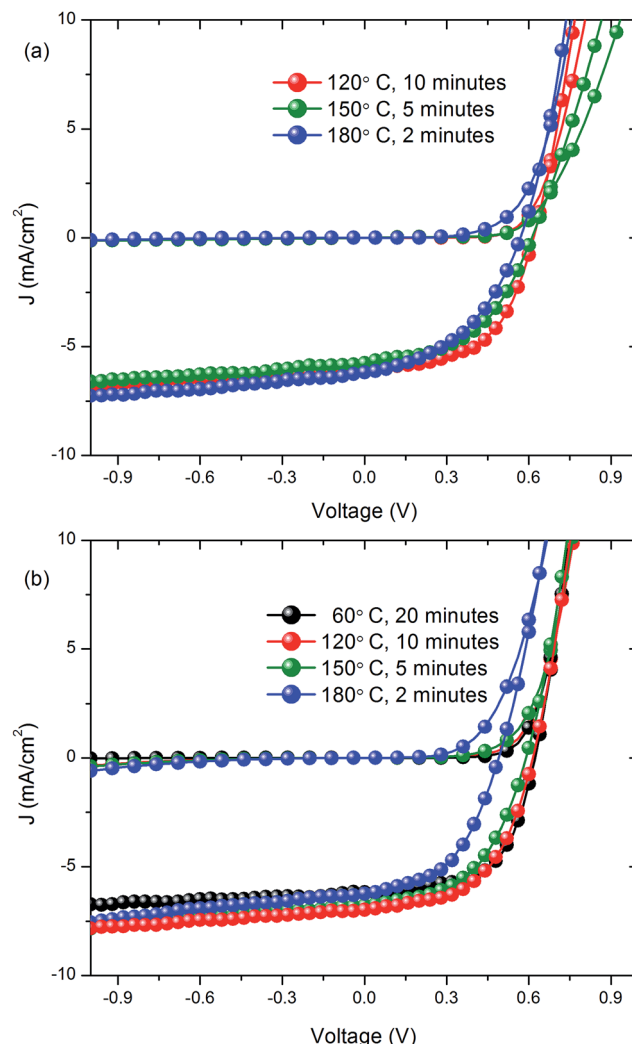 (a)
120° C, 10 minutes
150° C, 5 minutes
180° C, 2 minutes
10
5
0
-5
-10
J (mA/cm²)
-0.9 -0.6 -0.3 0.0 0.3 0.6 0.9
Voltage (V)
(b)
60° C, 20 minutes
120° C, 10 minutes
150° C, 5 minutes
180° C, 2 minutes
10
5
0
-5
-10
J (mA/cm²)
-0.9 -0.6 -0.3 0.0 0.3 0.6 0.9
Voltage (V)